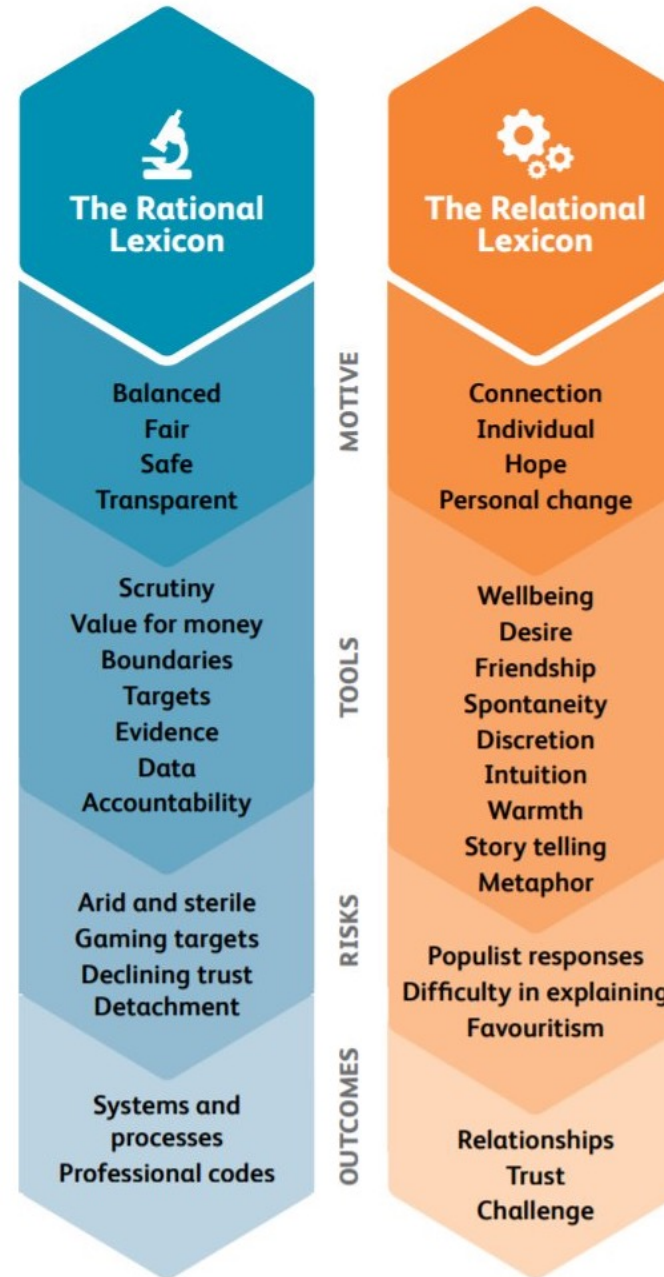 The Rational
Lexicon
Balanced
Fair
Safe
Transparent
Scrutiny
Value for money
Boundaries
Targets
Evidence
Data
Accountability
Arid and sterile
Gaming targets
Declining trust
Detachment
Systems and
processes
Professional codes
MOTIVE
TOOLS
RISKS
OUTCOMES
The Relational
Lexicon
Connection
Individual
Hope
Personal change
Wellbeing
Desire
Friendship
Spontaneity
Discretion
Intuition
Warmth
Story telling
Metaphor
Populist responses
Difficulty in explaining
Favouritism
Relationships
Trust
Challenge